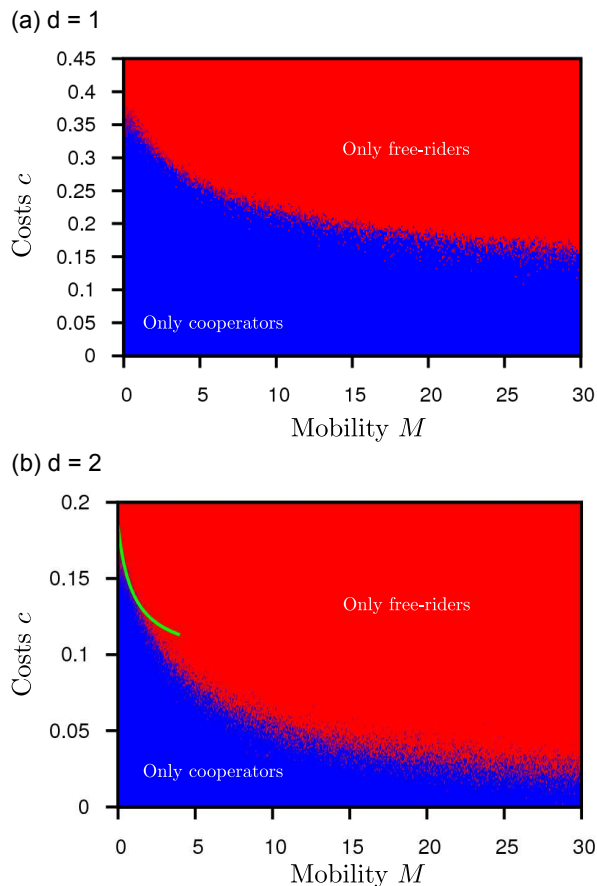 (a) d = 1
0.45
0.4
0.35
0.3
0.25
0.2
0.15
0.1
0.05
0
Costs c
Only free-riders
Only cooperators
0 5 10 15 20 25 30
Mobility M
(b) d = 2
0.2
0.15
0.1
0.05
0
Costs c
Only free-riders
Only cooperators
0 5 10 15 20 25 30
Mobility M